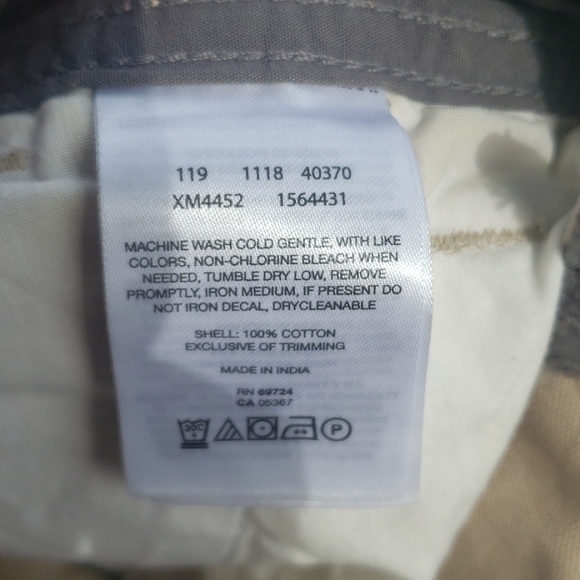 119 1118 40370
XM4452 1564431
MACHINE WASH COLD GENTLE, WITH LIKE
COLORS, NON-CHLORINE BLEACH WHEN
NEEDED, TUMBLE DRY LOW, REMOVE
PROMPTLY, IRON MEDIUM, IF PRESENT DO
NOT IRON DECAL, DRYCLEANABLE
SHELL: 100% COTTON
EXCLUSIVE OF TRIMMING
MADE IN INDIA
RN 69724
CA 05367
30C P